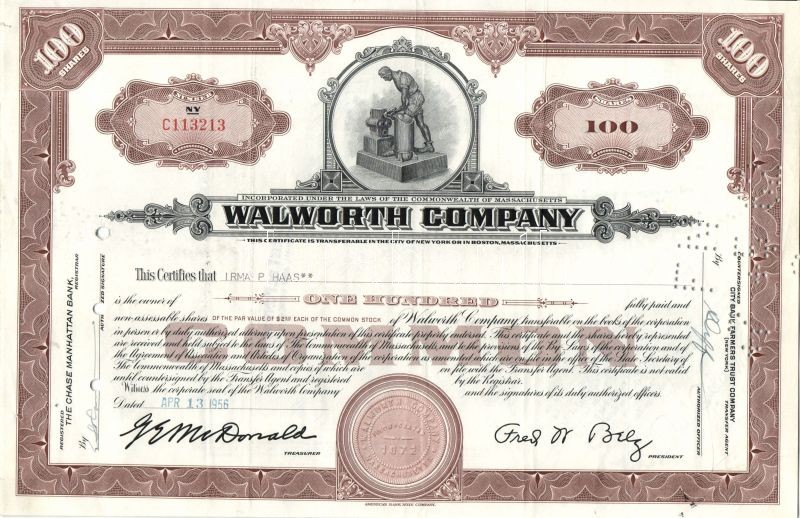 100
SHARES
100
SHARES
NUMBER
NY
C113213
SHARES
100
INCORPORATED UNDER THE LAWS OF THE COMMONWEALTH OF MASSACHUSETTS
WALWORTH COMPANY
THIS CERTIFICATE IS TRANSFERABLE IN THE CITY OF NEW YORK OR IN BOSTON, MASSACHUSETTS
This Certifies that IRMA P HAAS**
is the owner of ONE HUNDRED fully paid and
non-assessable shares OF THE PAR VALUE OF $2.50 EACH OF THE COMMON STOCK of Walworth Company, transferable on the books of the corporation
in person or by duly authorized attorney upon presentation of this certificate properly endorsed. This certificate and the shares hereby represented
are received and held subject to the laws of The Commonwealth of Massachusetts, and to the provisions of the By-Laws of the corporation and of
the Agreement of Association and Articles of Organization of the corporation as amended which are on file in the office of the State Secretary of
The Commonwealth of Massachusetts and copies of which are on file with the Transfer Agent. This certificate is not valid
until countersigned by the Transfer Agent and registered by the Registrar.
Witness the corporate seal of the Walworth Company and the signatures of its duly authorized officers.
Dated APR 13 1956
TREASURER
Fred W Belz
PRESIDENT
1872
AMERICAN BANK NOTE COMPANY.
REGISTERED
THE CHASE MANHATTAN BANK,
REGISTRAR
By
AUTHORIZED SIGNATURE
COUNTERSIGNED
CITY BANK FARMERS TRUST COMPANY
(NEW YORK)
TRANSFER AGENT
By
AUTHORIZED OFFICER